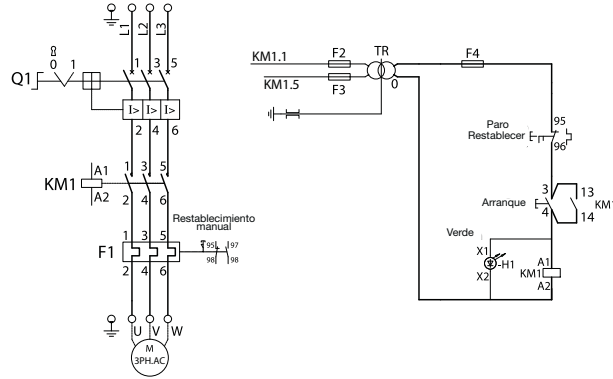 L1 L2 L3
0 1
Q1
1 3 5
I> I> I>
2 4 6
KM1
A1
A2
1 3 5
2 4 6
Restablecimiento
manual
F1
1 3 5
95 97
98 98
2 4 6
U V W
M
3PH.AC
KM1.1
KM1.5
F2
F3
TR
0
F4
Paro
Restablecer
95
96
Arranque
3
4
13
14
KM1
Verde
X1
-H1
X2
KM1
A1
A2